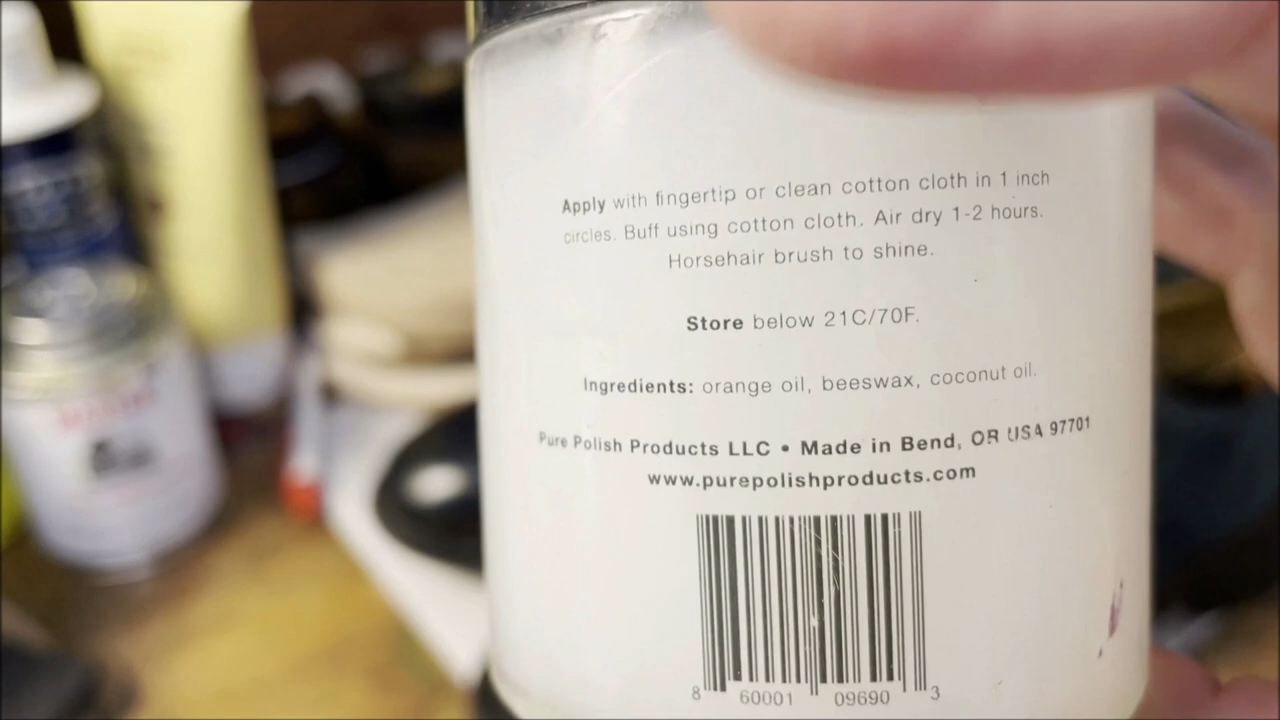 Apply with fingertip or clean cotton cloth in 1 inch
circles. Buff using cotton cloth. Air dry 1-2 hours.
Horsehair brush to shine.
Store below 21C/70F.
Ingredients: orange oil, beeswax, coconut oil.
Pure Polish Products LLC • Made in Bend, OR USA 97701
www.purepolishproducts.com
8 60001 09690 3